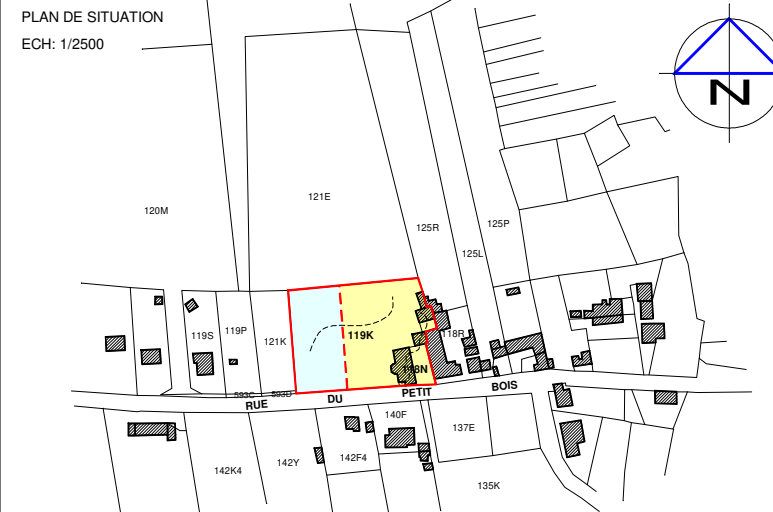 PLAN DE SITUATION
ECH: 1/2500
N
121E
120M
125R
125P
125L
119S
119P
121K
119K
118R
118N
593C
593D
RUE DU PETIT BOIS
140F
137E
142K4
142Y
142F4
135K